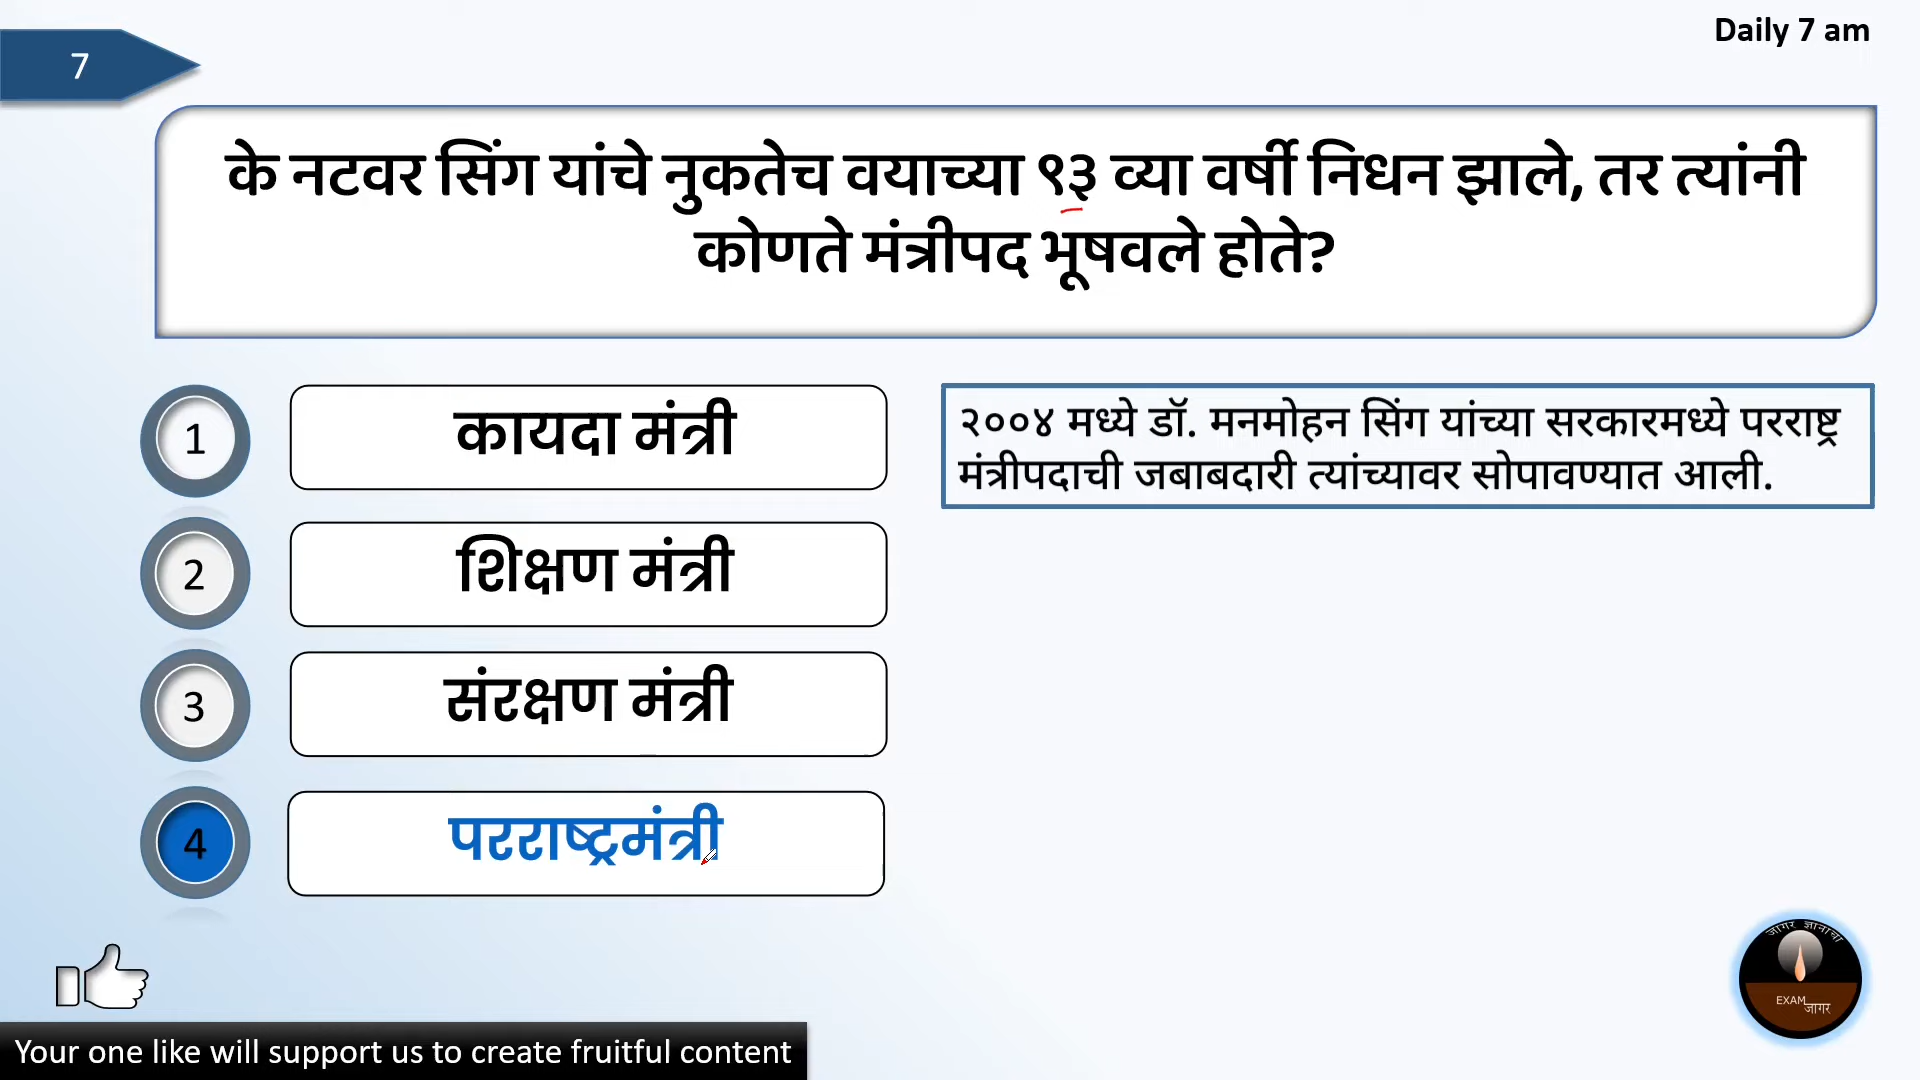 Daily 7 am
7
के नटवर सिंग यांचे नुकतेच वयाच्या ९३ व्या वर्षी निधन झाले, तर त्यांनी
कोणते मंत्रीपद भूषवले होते?
1
कायदा मंत्री
2
शिक्षण मंत्री
3
संरक्षण मंत्री
4
परराष्ट्रमंत्री
२००४ मध्ये डॉ. मनमोहन सिंग यांच्या सरकारमध्ये परराष्ट्र
मंत्रीपदाची जबाबदारी त्यांच्यावर सोपावण्यात आली.
जागर ज्ञानाचा
EXAM
जागर
Your one like will support us to create fruitful content